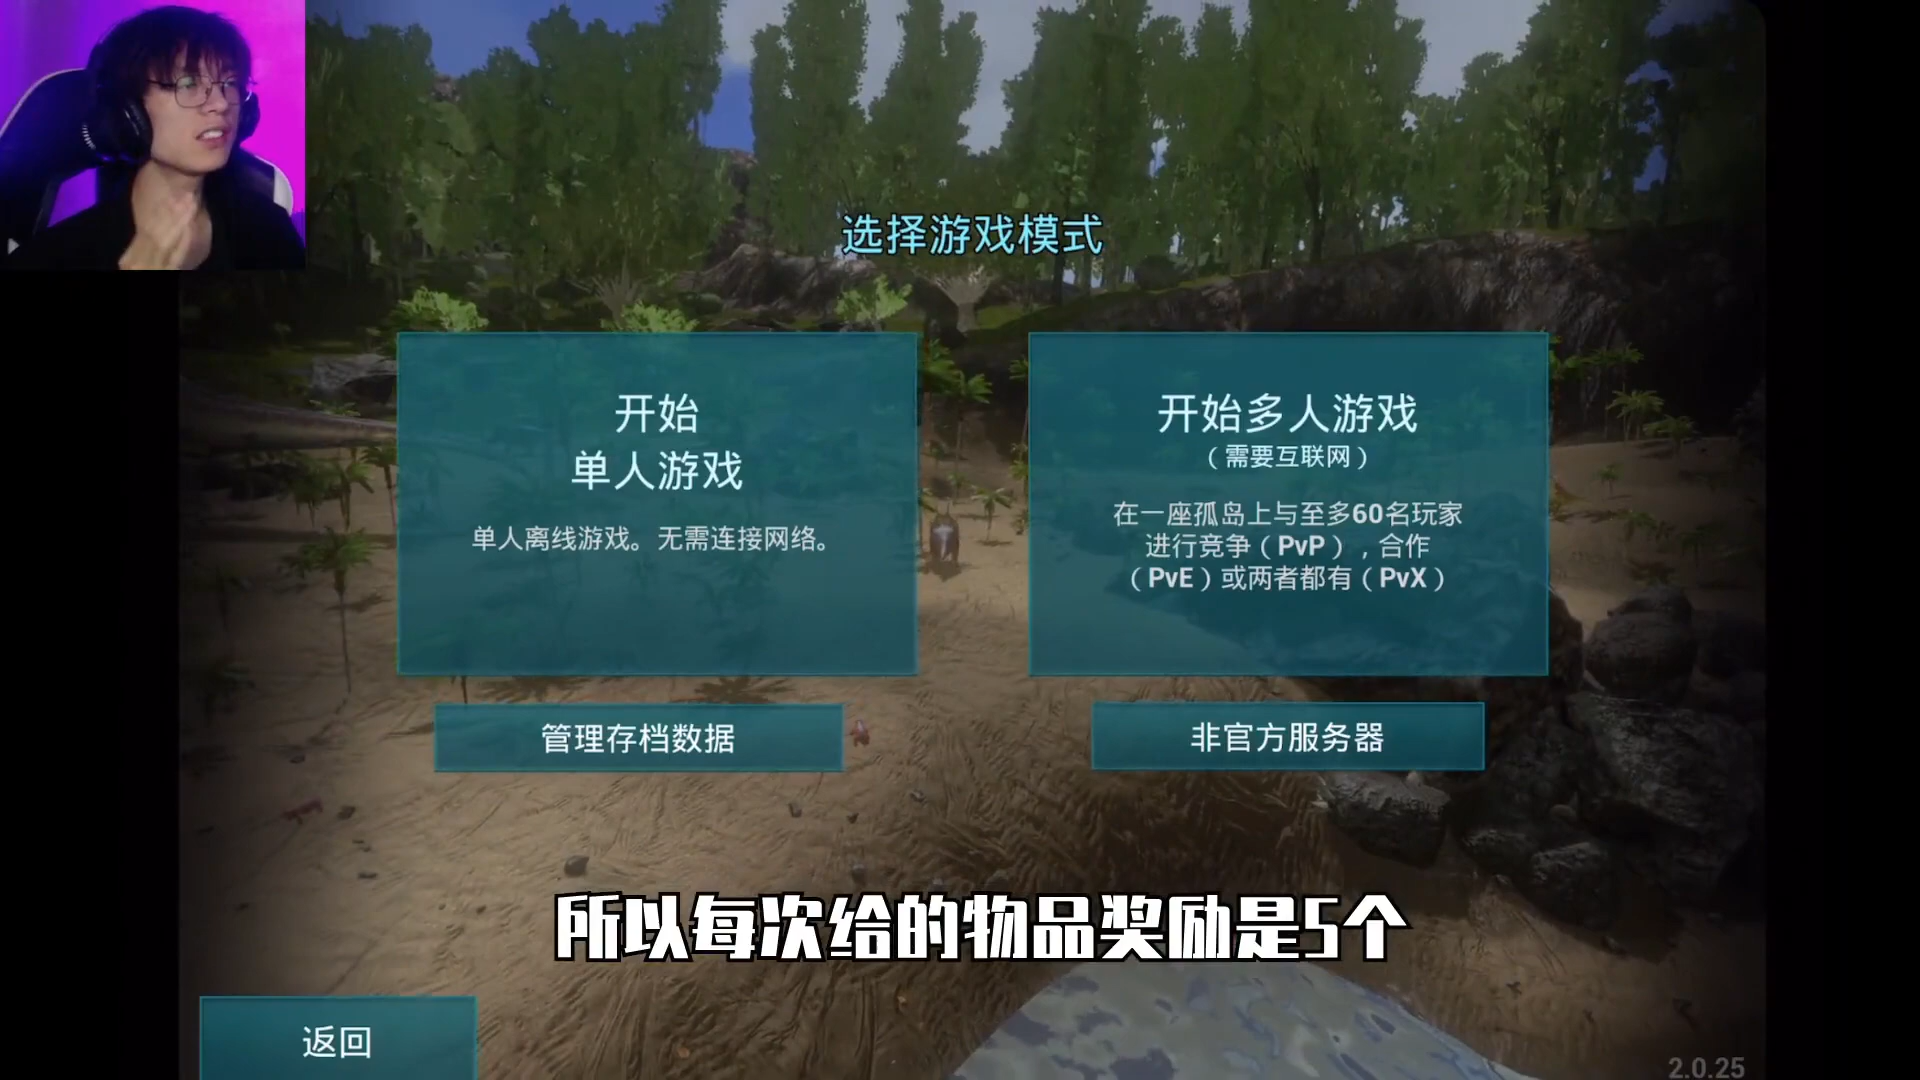 选择游戏模式
开始
单人游戏
单人离线游戏。无需连接网络。
开始多人游戏
（需要互联网）
在一座孤岛上与至多60名玩家
进行竞争（PvP），合作
（PvE）或两者都有（PvX）
管理存档数据
非官方服务器
所以每次给的物品奖励是5个
返回
2.0.25